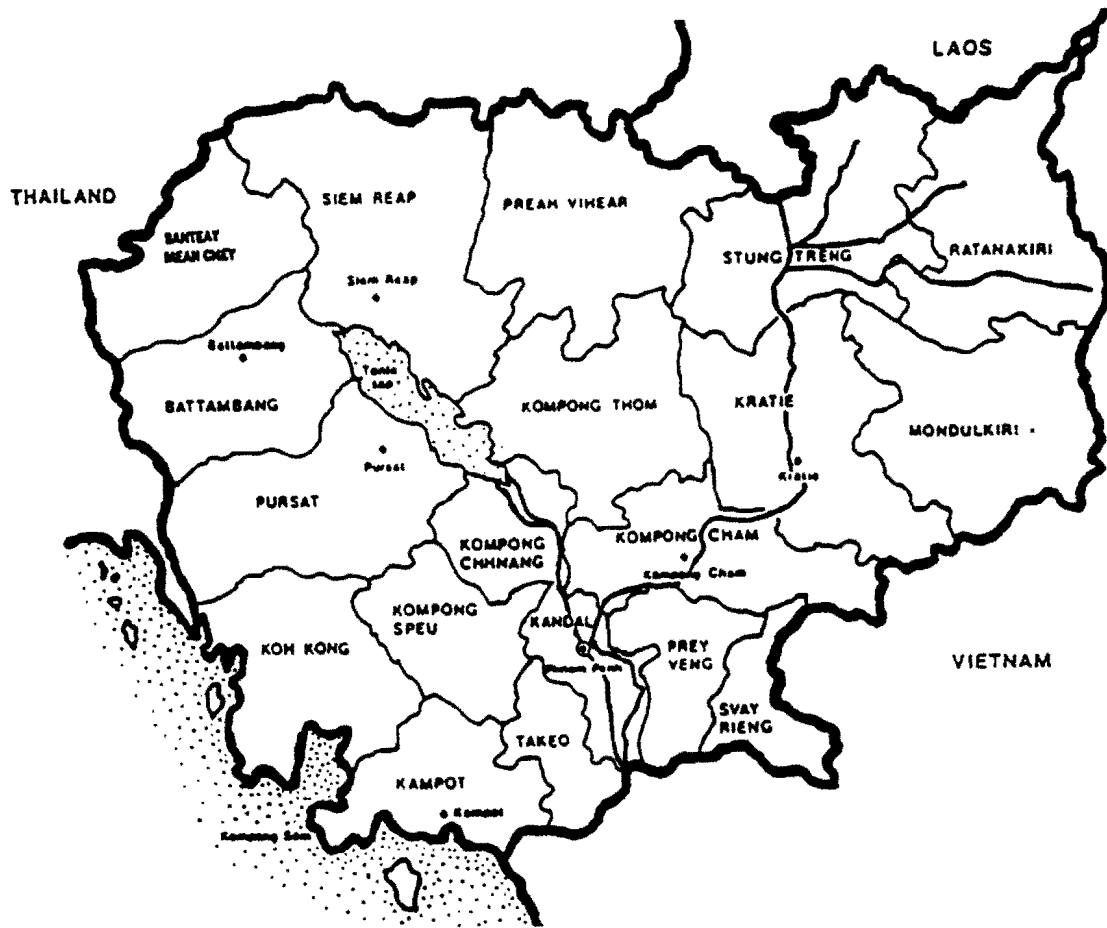 LAOS
THAILAND
SIEM REAP
PREAH VIHEAR
BANTEAY
MEAN CHEY
STUNG TRENG
RATANAKIRI
Siem Reap
Battambang
Tonle
sap
BATTAMBANG
KOMPONG THOM
KRATIE
MONDULKIRI
Pursat
Kratie
PURSAT
KOMPONG
CHHNANG
KOMPONG CHAM
Kompong Cham
KOMPONG
SPEU
KANDAL
KOH KONG
PREY
VENG
VIETNAM
Phnom Penh
SVAY
RIENG
TAKEO
KAMPOT
Kampot
Kompong Som